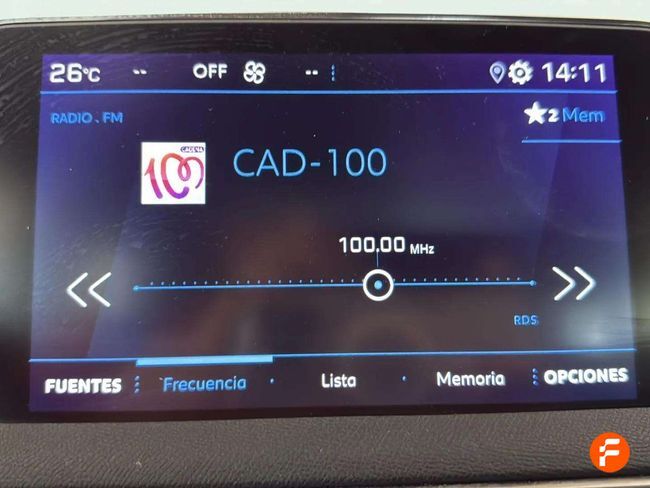 26°C -- OFF -- 14:11
RADIO . FM
2 Mem
CADENA
100
CAD-100
100.00 MHz
RDS
FUENTES Frecuencia Lista Memoria OPCIONES